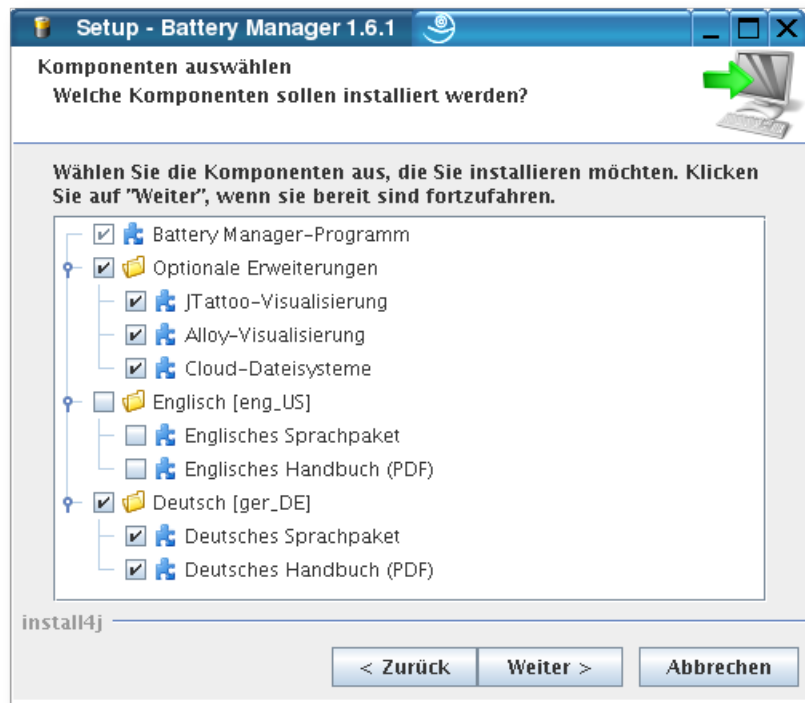 Setup - Battery Manager 1.6.1
Komponenten auswählen
Welche Komponenten sollen installiert werden?
Wählen Sie die Komponenten aus, die Sie installieren möchten. Klicken
Sie auf "Weiter", wenn sie bereit sind fortzufahren.
Battery Manager-Programm
Optionale Erweiterungen
JTattoo-Visualisierung
Alloy-Visualisierung
Cloud-Dateisysteme
Englisch [eng_US]
Englisches Sprachpaket
Englisches Handbuch (PDF)
Deutsch [ger_DE]
Deutsches Sprachpaket
Deutsches Handbuch (PDF)
install4j
< Zurück Weiter > Abbrechen